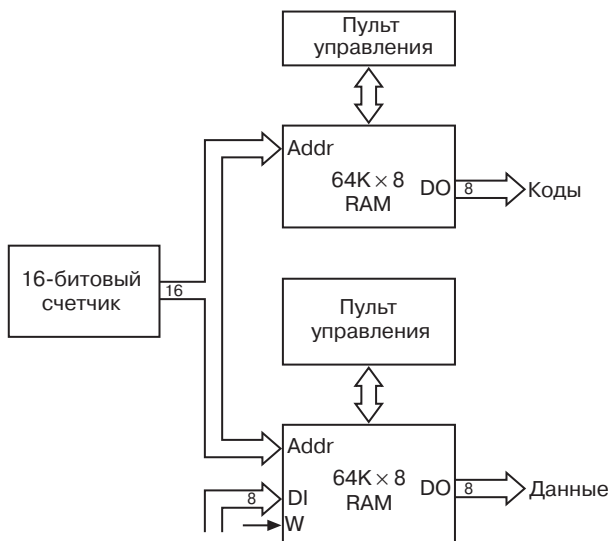 Пульт
управления
Addr
64K × 8
RAM
DO
8
Коды
16-битовый
счетчик
16
Пульт
управления
Addr
64K × 8
RAM
DO
8
Данные
8
DI
W